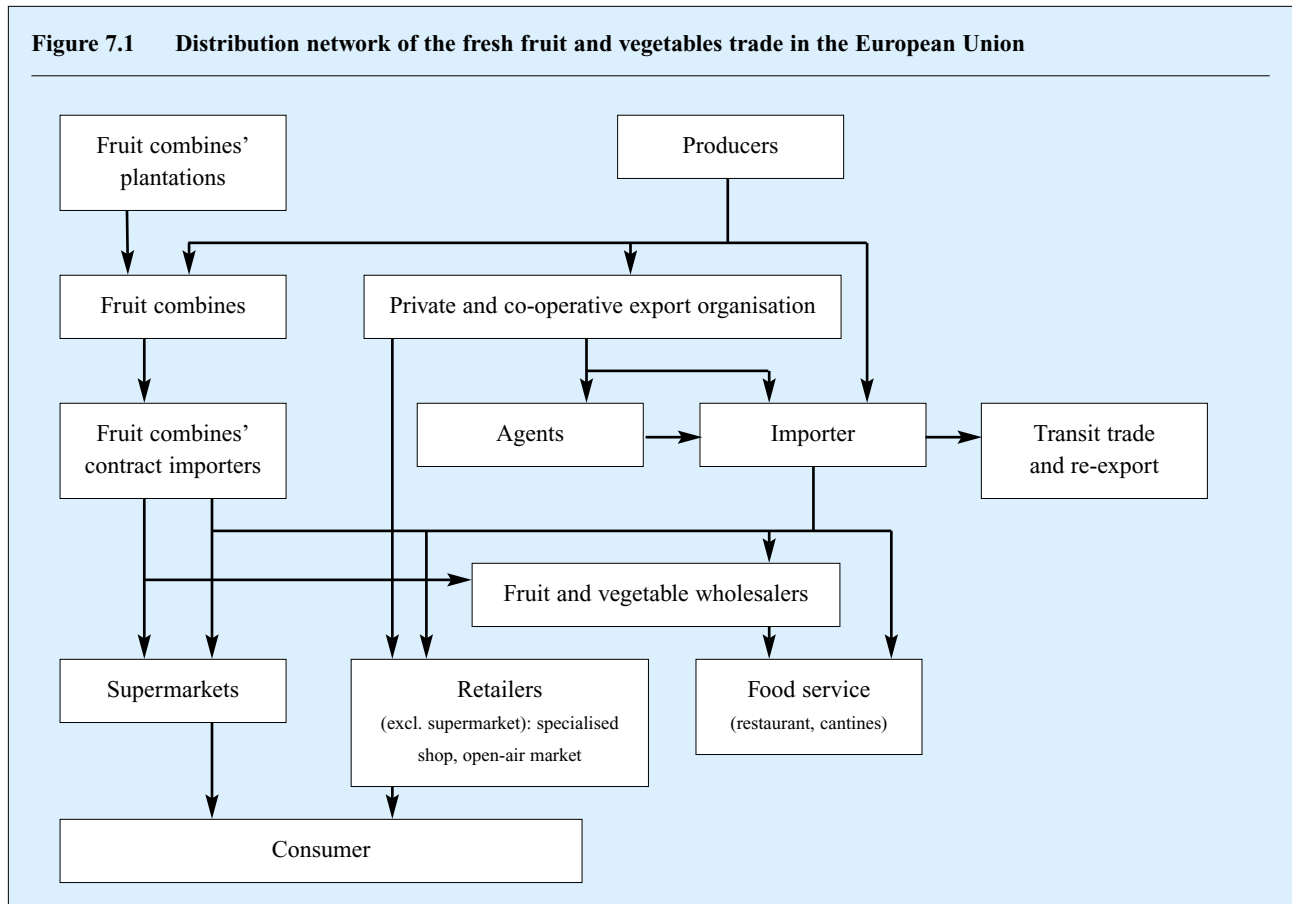 Figure 7.1 Distribution network of the fresh fruit and vegetables trade in the European Union
Fruit combines’
plantations
Producers
Fruit combines
Private and co-operative export organisation
Fruit combines’
contract importers
Agents
Importer
Transit trade
and re-export
Fruit and vegetable wholesalers
Supermarkets
Retailers
(excl. supermarket): specialised
shop, open-air market
Food service
(restaurant, cantines)
Consumer